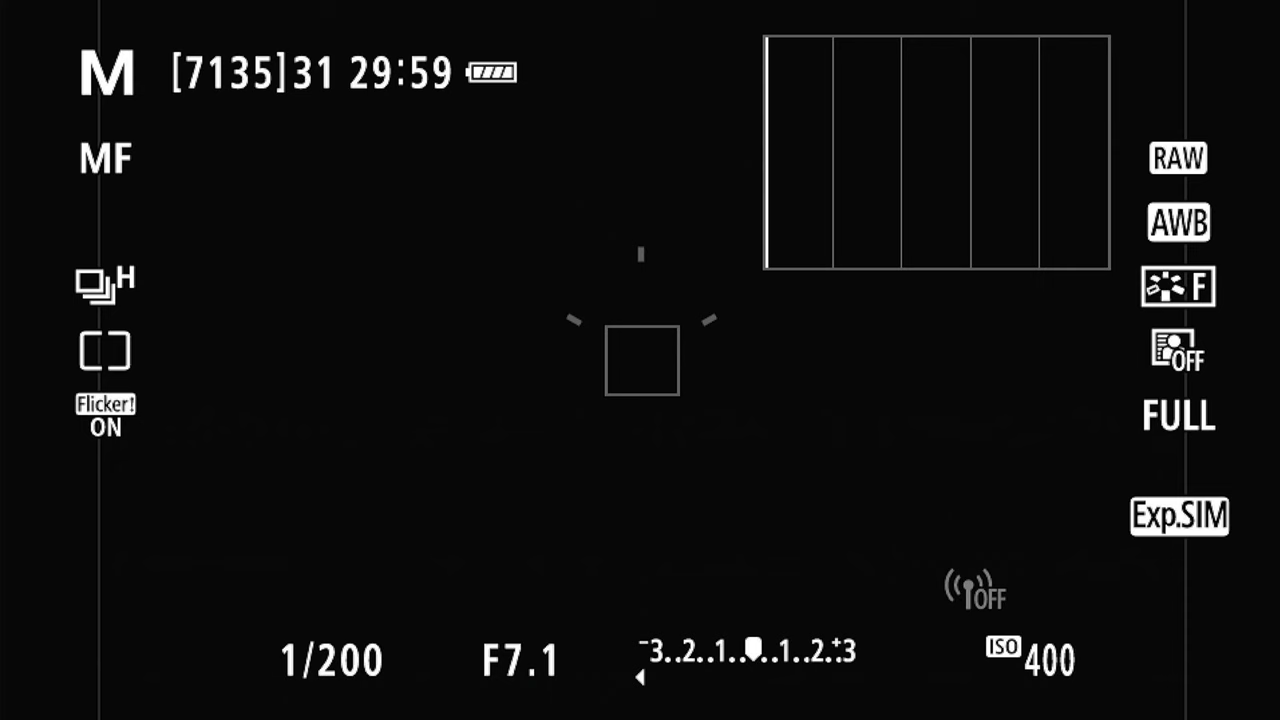 M [7135]31 29:59
MF
RAW
AWB
H
F
OFF
Flicker!
ON
FULL
Exp.SIM
OFF
1/200 F7.1 -3..2..1....1..2.:+3 ISO 400